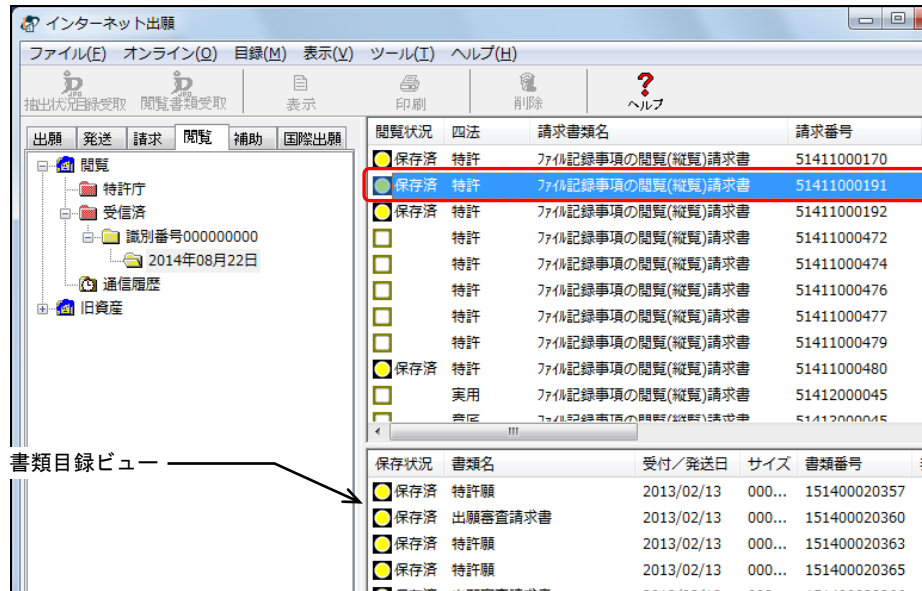 インターネット出願
ファイル(F) オンライン(O) 目録(M) 表示(V) ツール(T) ヘルプ(H)
抽出状況目録受取 閲覧書類受取 表示 印刷 削除 ヘルプ
出願 発送 請求 閲覧 補助 国際出願
閲覧
特許庁
受信済
識別番号000000000
2014年08月22日
通信履歴
旧資産
閲覧状況 四法 請求書類名 請求番号
保存済 特許 ファイル記録事項の閲覧(縦覧)請求書 51411000170
保存済 特許 ファイル記録事項の閲覧(縦覧)請求書 51411000191
保存済 特許 ファイル記録事項の閲覧(縦覧)請求書 51411000192
特許 ファイル記録事項の閲覧(縦覧)請求書 51411000472
特許 ファイル記録事項の閲覧(縦覧)請求書 51411000474
特許 ファイル記録事項の閲覧(縦覧)請求書 51411000476
特許 ファイル記録事項の閲覧(縦覧)請求書 51411000477
特許 ファイル記録事項の閲覧(縦覧)請求書 51411000479
保存済 特許 ファイル記録事項の閲覧(縦覧)請求書 51411000480
実用 ファイル記録事項の閲覧(縦覧)請求書 51412000045
意匠 ファイル記録事項の閲覧(縦覧)請求書 51413000045
書類目録ビュー
保存状況 書類名 受付／発送日 サイズ 書類番号
保存済 特許願 2013/02/13 000... 151400020357
保存済 出願審査請求書 2013/02/13 000... 151400020360
保存済 特許願 2013/02/13 000... 151400020363
保存済 特許願 2013/02/13 000... 151400020365